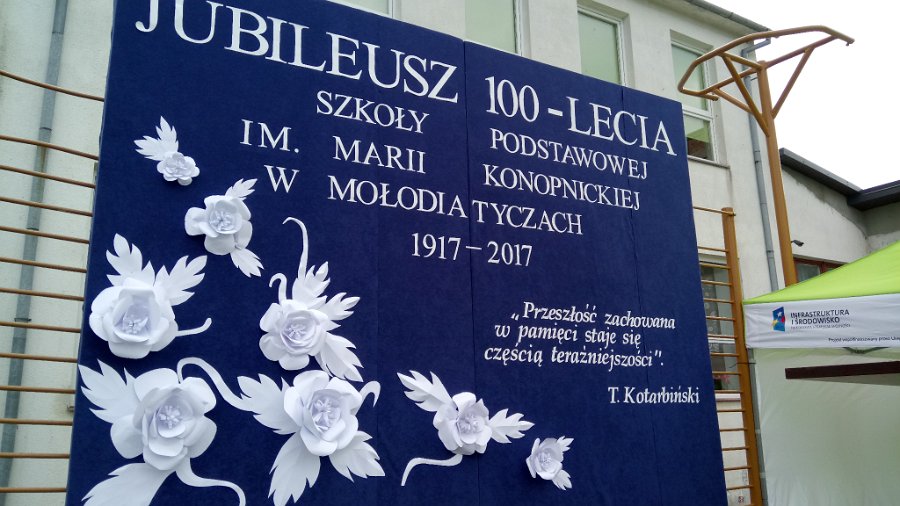 JUBILEUSZ 100-LECIA
SZKOŁY PODSTAWOWEJ
IM. MARII KONOPNICKIEJ
W MOŁODIATYCZACH
1917-2017
„Przeszłość zachowana
w pamięci staje się
częścią teraźniejszości".
T. Kotarbiński
INFRASTRUKTURA
I ŚRODOWISKO